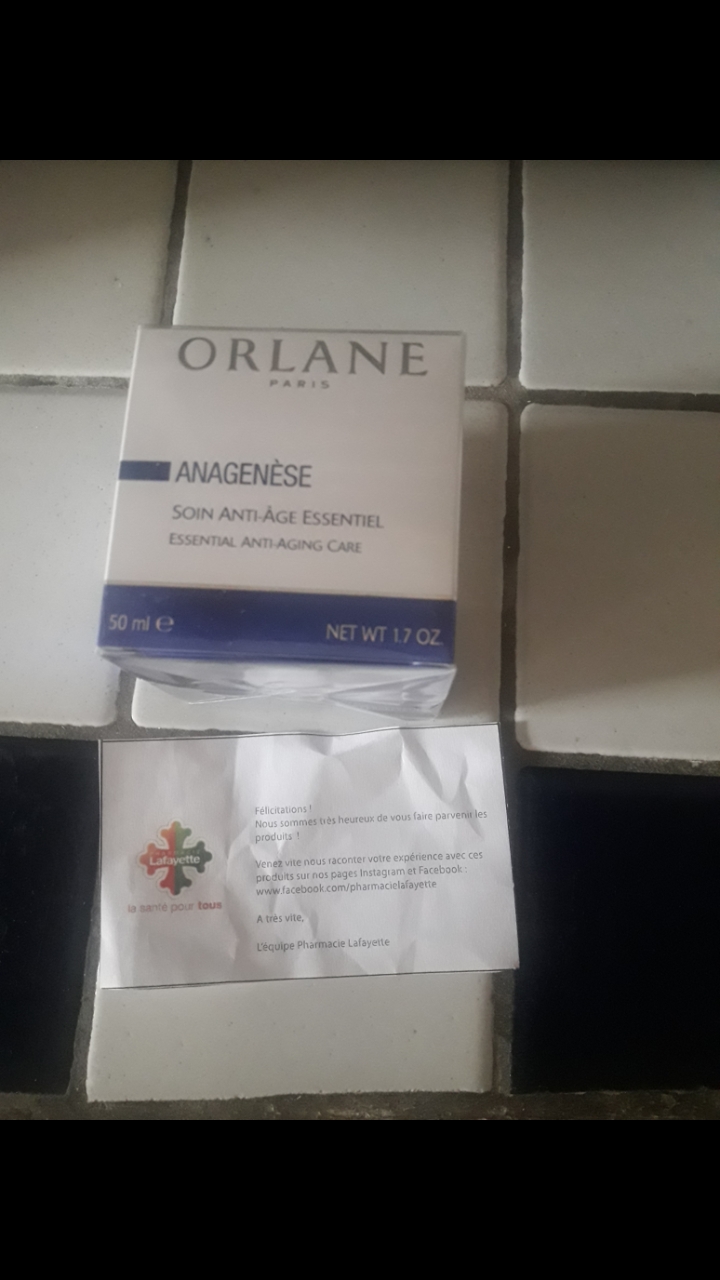 ORLANE
PARIS
ANAGENÈSE
SOIN ANTI-ÂGE ESSENTIEL
ESSENTIAL ANTI-AGING CARE
50 ml e
NET WT 1.7 OZ.
Lafayette
la santé pour tous
Félicitations !
Nous sommes très heureux de vous faire parvenir les
produits !
Venez vite nous raconter votre expérience avec ces
produits sur nos pages Instagram et Facebook :
www.facebook.com/pharmacielafayette
A très vite,
L'équipe Pharmacie Lafayette